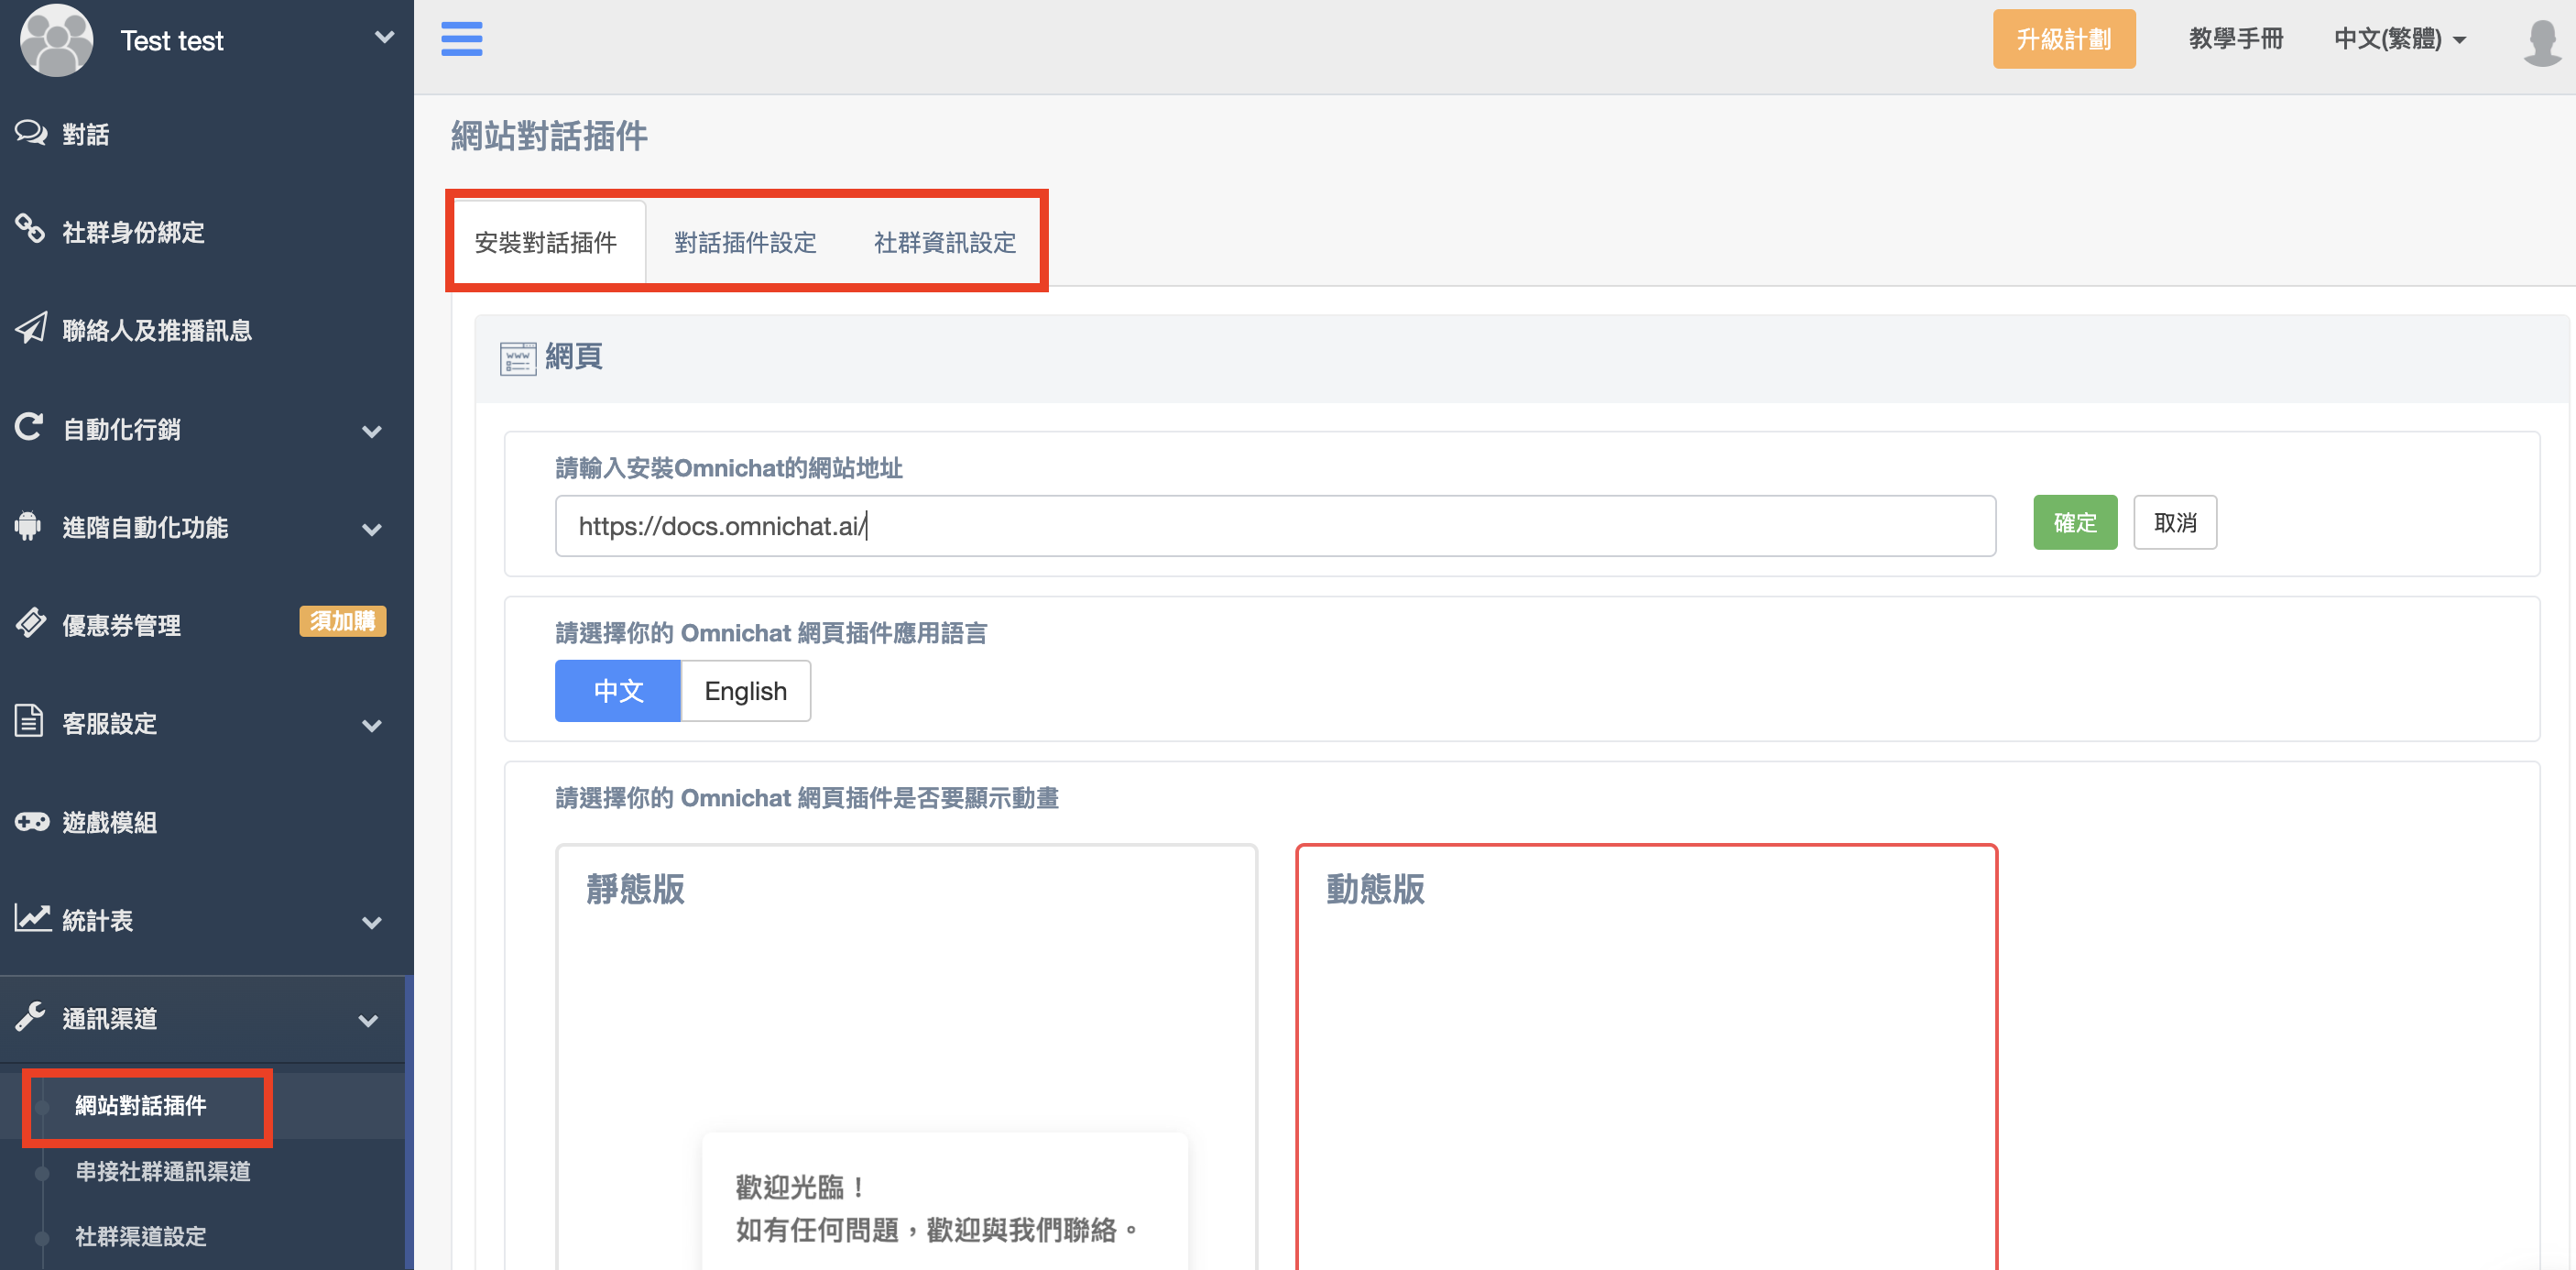 Test test
對話
社群身份綁定
聯絡人及推播訊息
自動化行銷
進階自動化功能
優惠券管理 須加購
客服設定
遊戲模組
統計表
通訊渠道
網站對話插件
串接社群通訊渠道
社群渠道設定
升級計劃 教學手冊 中文(繁體)
網站對話插件
安裝對話插件 對話插件設定 社群資訊設定
www 網頁
請輸入安裝Omnichat的網站地址
https://docs.omnichat.ai/ 確定 取消
請選擇你的 Omnichat 網頁插件應用語言
中文 English
請選擇你的 Omnichat 網頁插件是否要顯示動畫
靜態版 動態版
歡迎光臨！
如有任何問題，歡迎與我們聯絡。